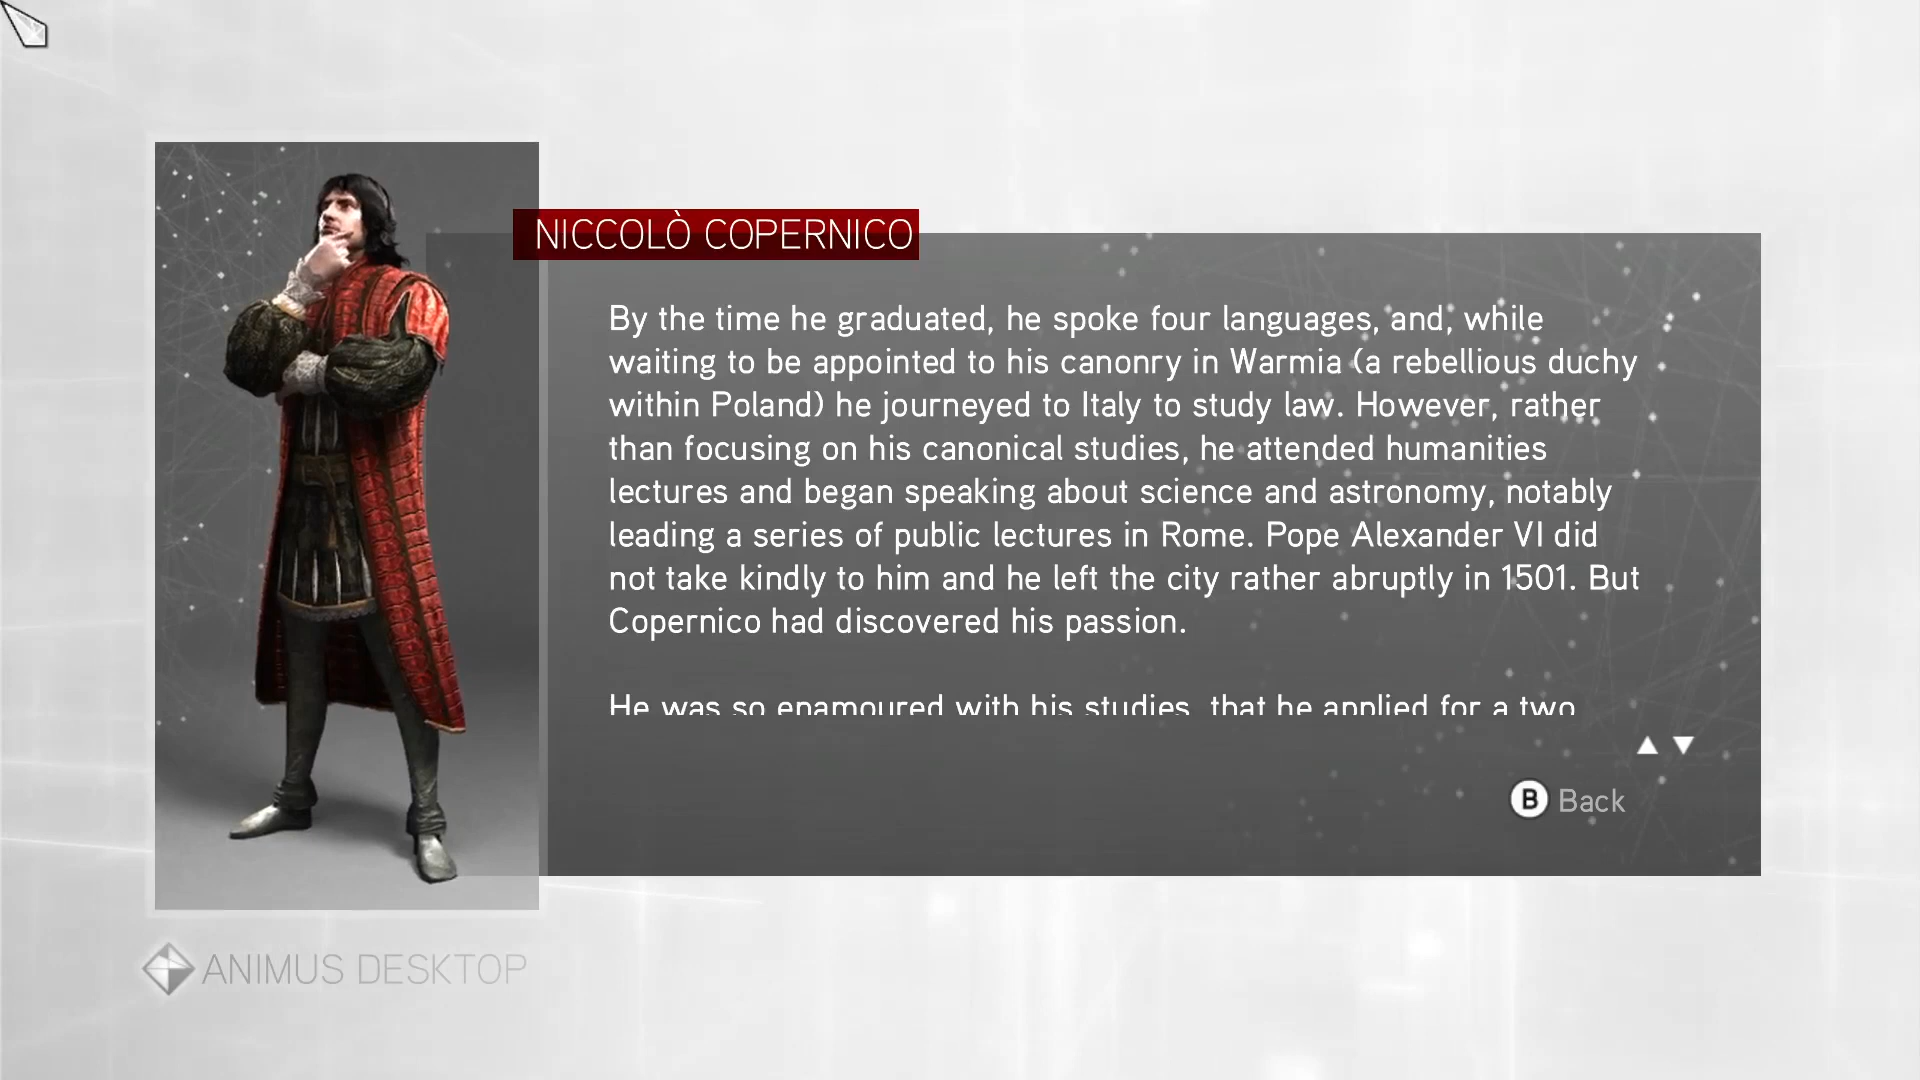 NICCOLÒ COPERNICO
By the time he graduated, he spoke four languages, and, while
waiting to be appointed to his canonry in Warmia (a rebellious duchy
within Poland) he journeyed to Italy to study law. However, rather
than focusing on his canonical studies, he attended humanities
lectures and began speaking about science and astronomy, notably
leading a series of public lectures in Rome. Pope Alexander VI did
not take kindly to him and he left the city rather abruptly in 1501. But
Copernico had discovered his passion.
He was so enamoured with his studies, that he applied for a two
B Back
ANIMUS DESKTOP